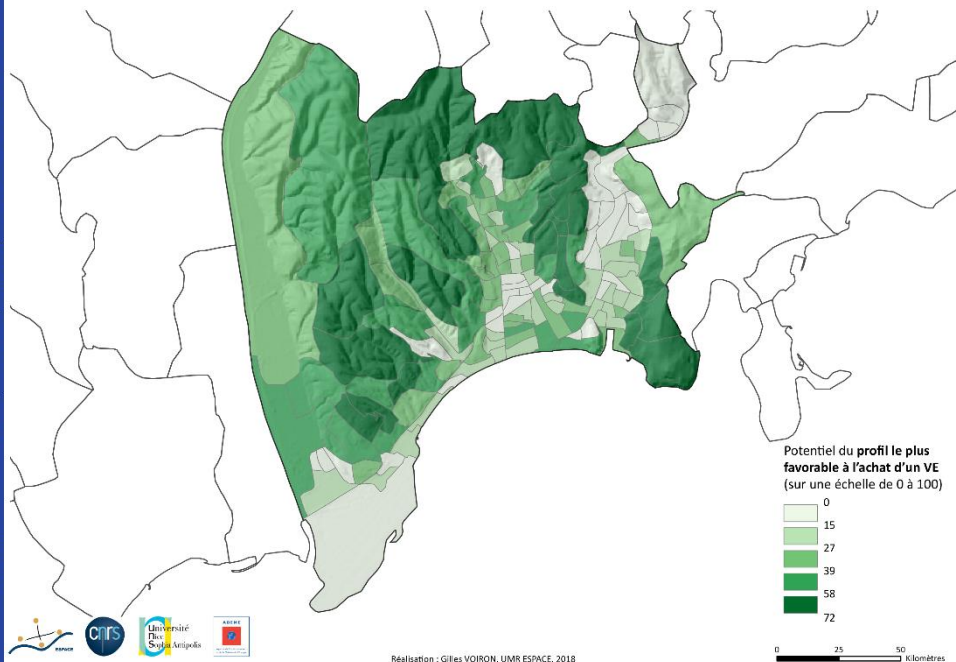 Potentiel du profil le plus
favorable à l'achat d'un VE
(sur une échelle de 0 à 100)
0
15
27
39
58
72
ESPACE
cnrs
Université
Nice
Sophia Antipolis
Réalisation : Gilles VOIRON, UMR ESPACE, 2018
0 25 50
Kilomètres